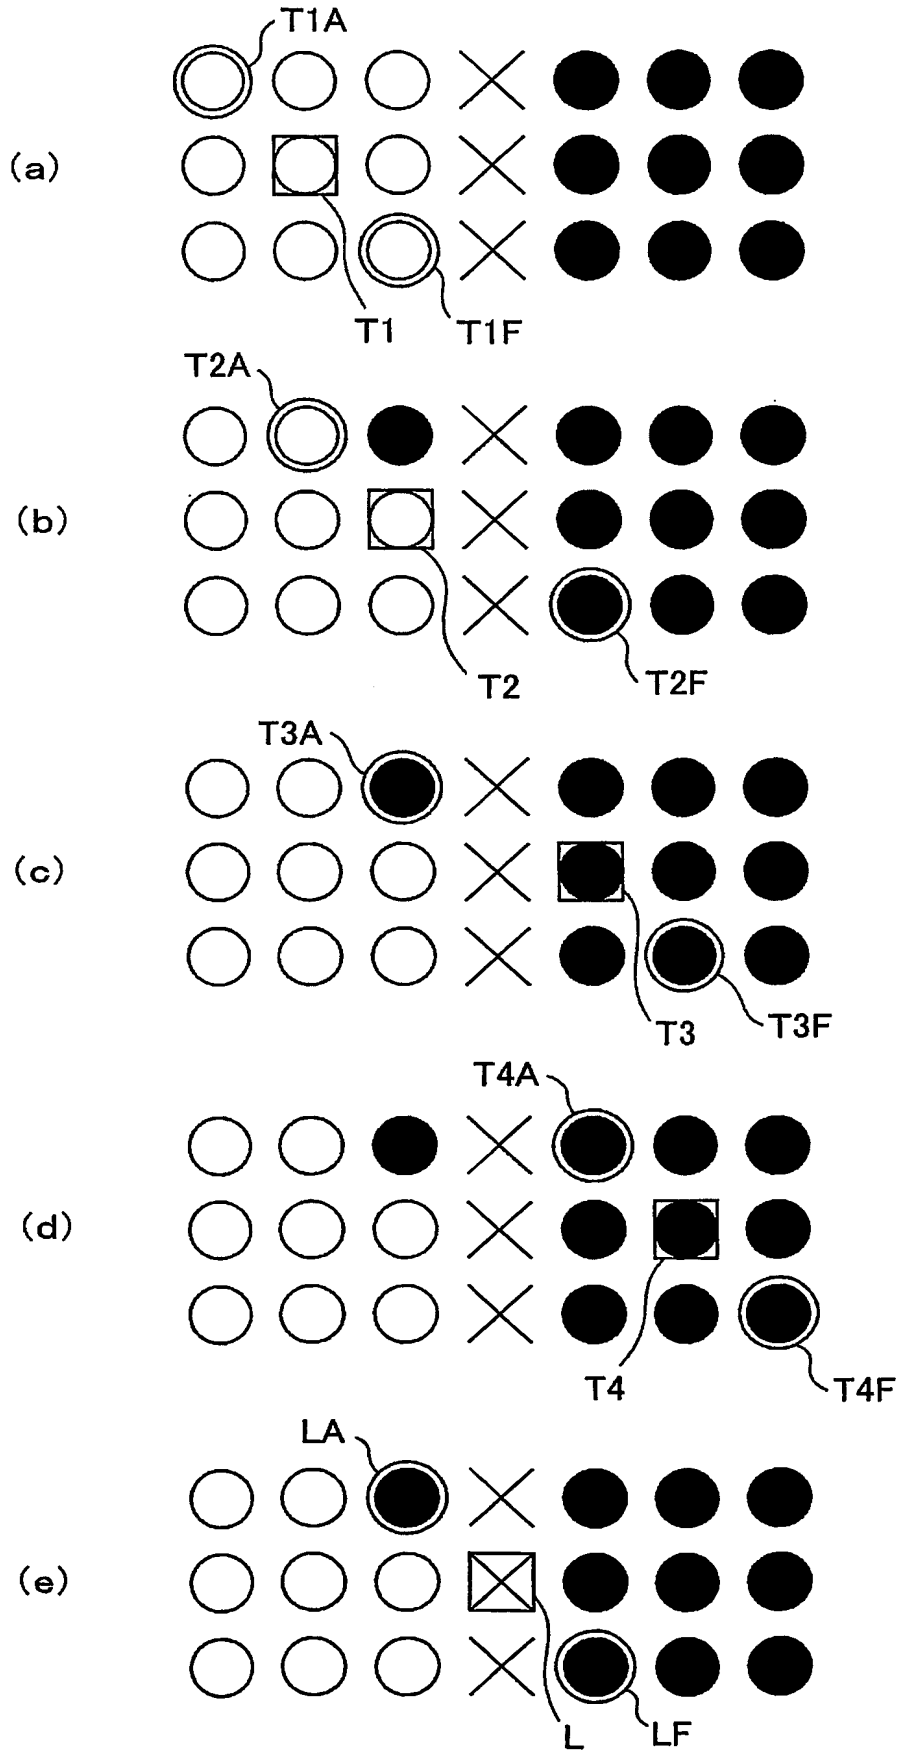 T1A
(a)
T1 T1F
T2A
(b)
T2 T2F
T3A
(c)
T3 T3F
T4A
(d)
T4 T4F
LA
(e)
L LF